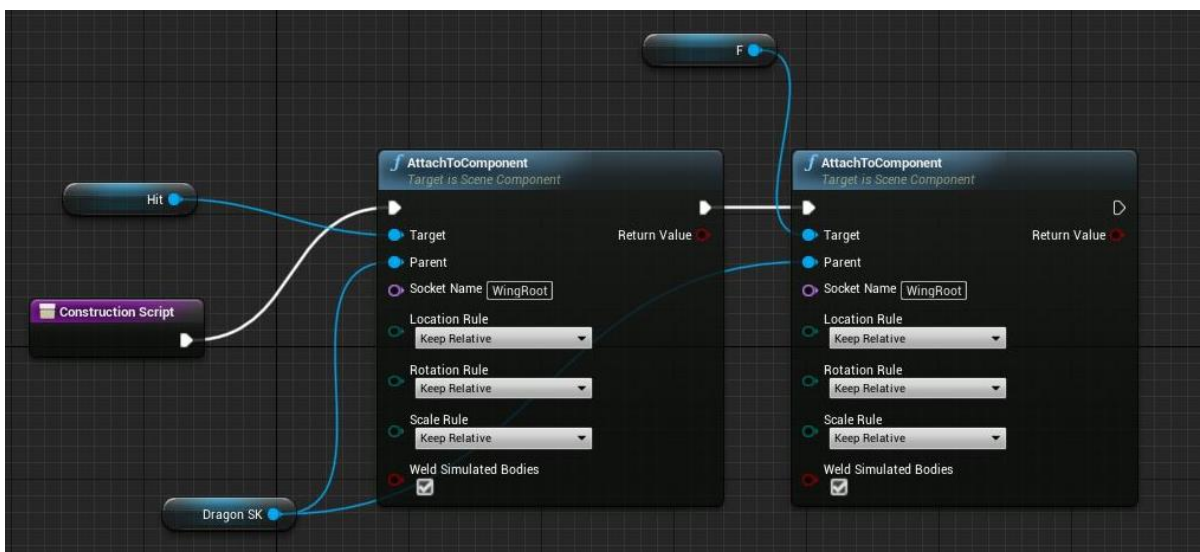 F
Hit
Construction Script
Dragon SK
f AttachToComponent
Target is Scene Component
Target
Return Value
Parent
Socket Name WingRoot
Location Rule
Keep Relative
Rotation Rule
Keep Relative
Scale Rule
Keep Relative
Weld Simulated Bodies
f AttachToComponent
Target is Scene Component
Target
Return Value
Parent
Socket Name WingRoot
Location Rule
Keep Relative
Rotation Rule
Keep Relative
Scale Rule
Keep Relative
Weld Simulated Bodies